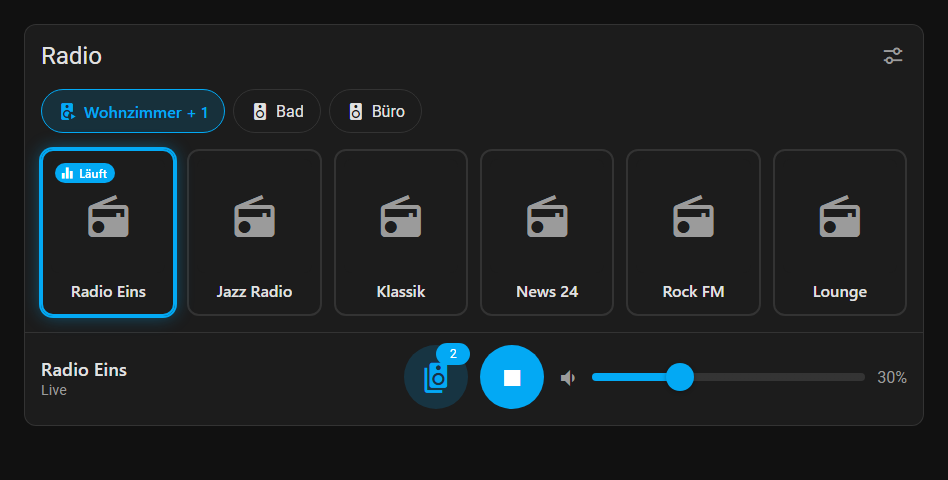 Radio
Wohnzimmer + 1
Bad
Büro
Läuft
Radio Eins
Jazz Radio
Klassik
News 24
Rock FM
Lounge
Radio Eins
Live
2
30%